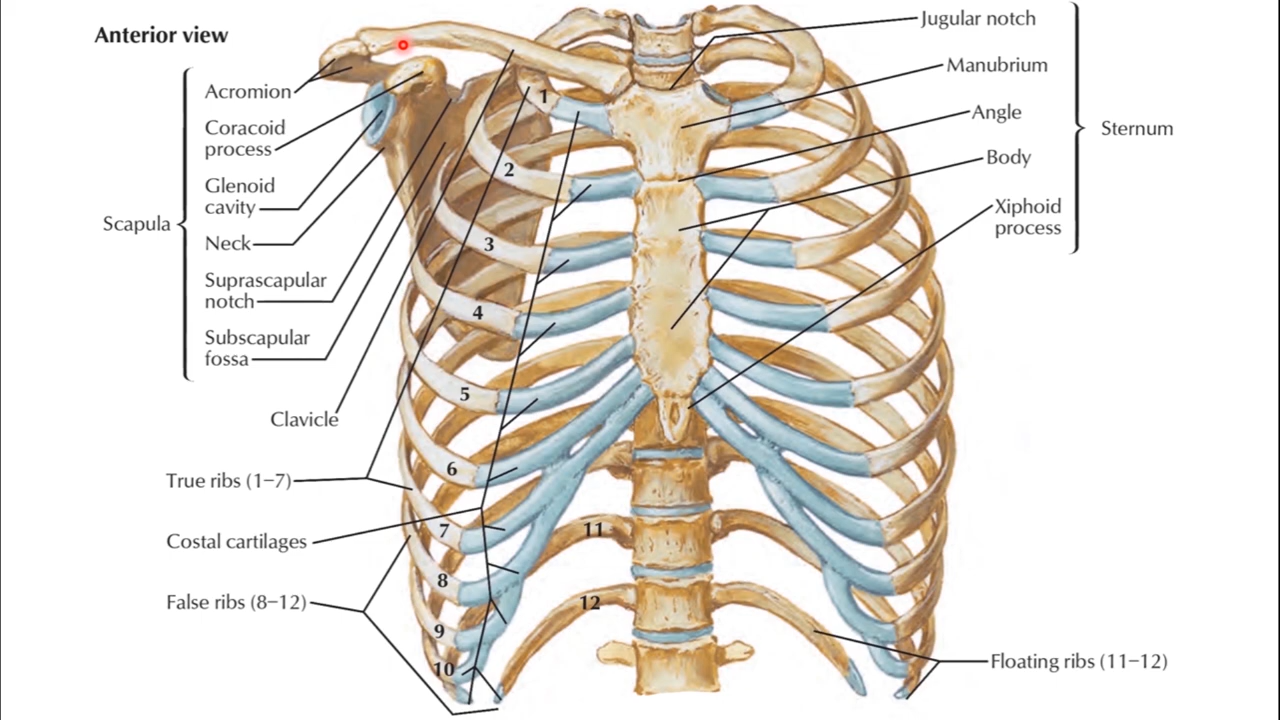 Anterior view
Acromion
Coracoid
process
Glenoid
cavity
Scapula
Neck
Suprascapular
notch
Subscapular
fossa
Clavicle
True ribs (1–7)
Costal cartilages
False ribs (8–12)
1
2
3
4
5
6
7
8
9
10
11
12
Jugular notch
Manubrium
Angle
Sternum
Body
Xiphoid
process
Floating ribs (11–12)